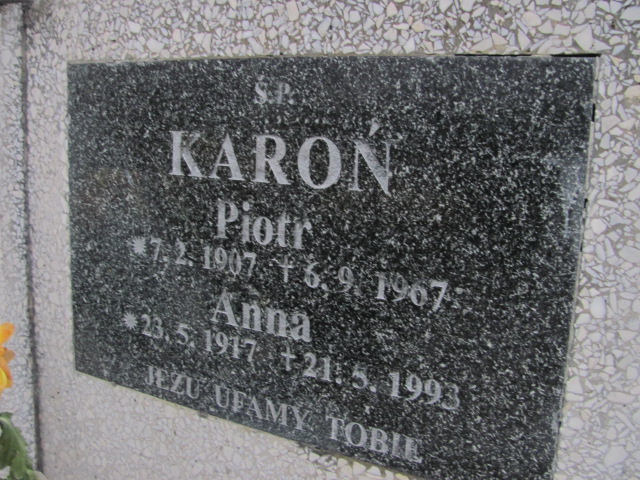 Ś.P.
KAROŃ
Piotr
*7. 2. 1907 † 6. 9. 1967
Anna
*23. 5. 1917 † 21. 5. 1993
JEZU UFAMY TOBIE